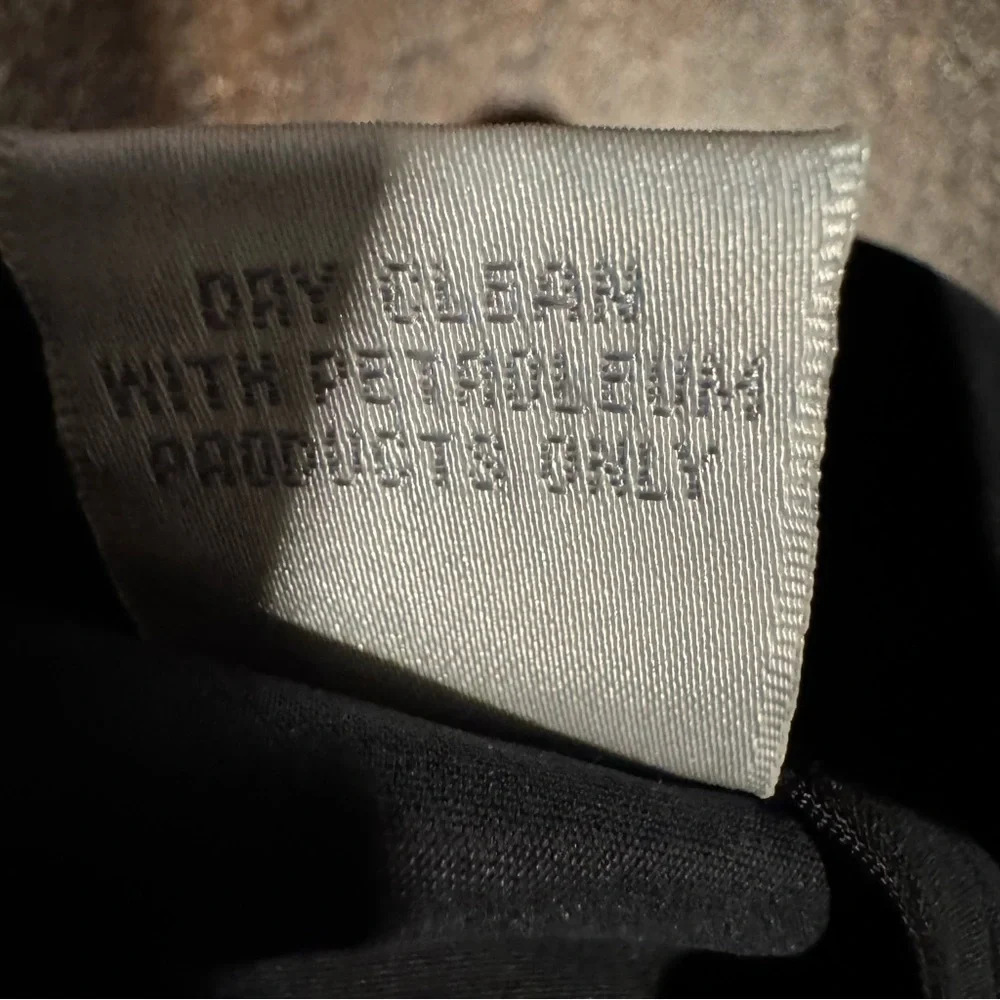 DRY CLEAN
WITH PETROLEUM
PRODUCTS ONLY